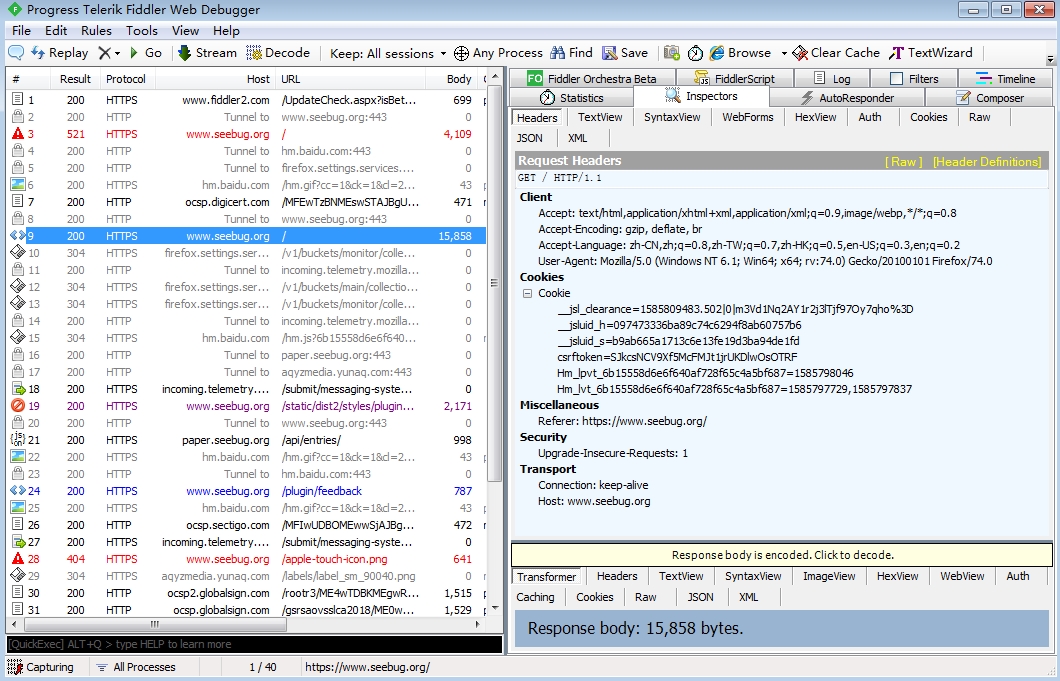 Progress Telerik Fiddler Web Debugger
File Edit Rules Tools View Help
Replay Go Stream Decode Keep: All sessions Any Process Find Save Browse Clear Cache TextWizard
# Result Protocol Host URL Body
1 200 HTTPS www.fiddler2.com /UpdateCheck.aspx?isBet... 699
2 200 HTTP Tunnel to www.seebug.org:443 0
3 521 HTTPS www.seebug.org / 4,109
4 200 HTTP Tunnel to hm.baidu.com:443 0
5 200 HTTP Tunnel to firefox.settings.services.... 0
6 200 HTTPS hm.baidu.com /hm.gif?cc=1&ck=1&cl=2... 43
7 200 HTTP ocsp.digicert.com /MFEwTzBNMEswSTAJBgU... 471
8 200 HTTP Tunnel to www.seebug.org:443 0
9 200 HTTPS www.seebug.org / 15,858
10 304 HTTPS firefox.settings.ser... /v1/buckets/monitor/colle... 0
11 200 HTTP Tunnel to incoming.telemetry.mozilla... 0
12 304 HTTPS firefox.settings.ser... /v1/buckets/main/collectio... 0
13 304 HTTPS firefox.settings.ser... /v1/buckets/monitor/colle... 0
14 200 HTTP Tunnel to incoming.telemetry.mozilla... 0
15 304 HTTPS hm.baidu.com /hm.js?6b15558d6e6f640... 0
16 200 HTTP Tunnel to paper.seebug.org:443 0
17 200 HTTP Tunnel to aqyzmedia.yunaq.com:443 0
18 200 HTTPS incoming.telemetry.... /submit/messaging-syste... 0
19 200 HTTPS www.seebug.org /static/dist2/styles/plugin... 2,171
20 200 HTTP Tunnel to www.seebug.org:443 0
21 200 HTTPS paper.seebug.org /api/entries/ 998
22 200 HTTPS hm.baidu.com /hm.gif?cc=1&ck=1&cl=2... 43
23 200 HTTP Tunnel to hm.baidu.com:443 0
24 200 HTTPS www.seebug.org /plugin/feedback 787
25 200 HTTPS hm.baidu.com /hm.gif?cc=1&ck=1&cl=2... 43
26 200 HTTP ocsp.sectigo.com /MFIwUDBOMEwwSjAJBg... 472
27 200 HTTPS incoming.telemetry.... /submit/messaging-syste... 0
28 404 HTTPS www.seebug.org /apple-touch-icon.png 641
29 304 HTTPS aqyzmedia.yunaq.com /labels/label_sm_90040.png 0
30 200 HTTP ocsp2.globalsign.com /rootr3/ME4wTDBKMEgwR... 1,515
31 200 HTTP ocsp.globalsign.com /gsrsaovsslca2018/ME0w... 1,529
[QuickExec] ALT+Q > type HELP to learn more
Capturing All Processes 1 / 40 https://www.seebug.org/
FO Fiddler Orchestra Beta FiddlerScript Log Filters Timeline
Statistics Inspectors AutoResponder Composer
Headers TextView SyntaxView WebForms HexView Auth Cookies Raw
JSON XML
Request Headers [ Raw ] [Header Definitions]
GET / HTTP/1.1
Client
Accept: text/html,application/xhtml+xml,application/xml;q=0.9,image/webp,*/*;q=0.8
Accept-Encoding: gzip, deflate, br
Accept-Language: zh-CN,zh;q=0.8,zh-TW;q=0.7,zh-HK;q=0.5,en-US;q=0.3,en;q=0.2
User-Agent: Mozilla/5.0 (Windows NT 6.1; Win64; x64; rv:74.0) Gecko/20100101 Firefox/74.0
Cookies
Cookie
__jsl_clearance=1585809483.502|0|m3Vd1Nq2AY1r2j3lTjf97Oy7qho%3D
__jsluid_h=097473336ba89c74c6294f8ab60757b6
__jsluid_s=b9ab665a1713c6e13fe19d3ba94de1fd
csrftoken=SJkcsNCV9Xf5McFMJt1jrUKDlwOsOTRF
Hm_lpvt_6b15558d6e6f640af728f65c4a5bf687=1585798046
Hm_lvt_6b15558d6e6f640af728f65c4a5bf687=1585797729,1585797837
Miscellaneous
Referer: https://www.seebug.org/
Security
Upgrade-Insecure-Requests: 1
Transport
Connection: keep-alive
Host: www.seebug.org
Response body is encoded. Click to decode.
Transformer Headers TextView SyntaxView ImageView HexView WebView Auth
Caching Cookies Raw JSON XML
Response body: 15,858 bytes.